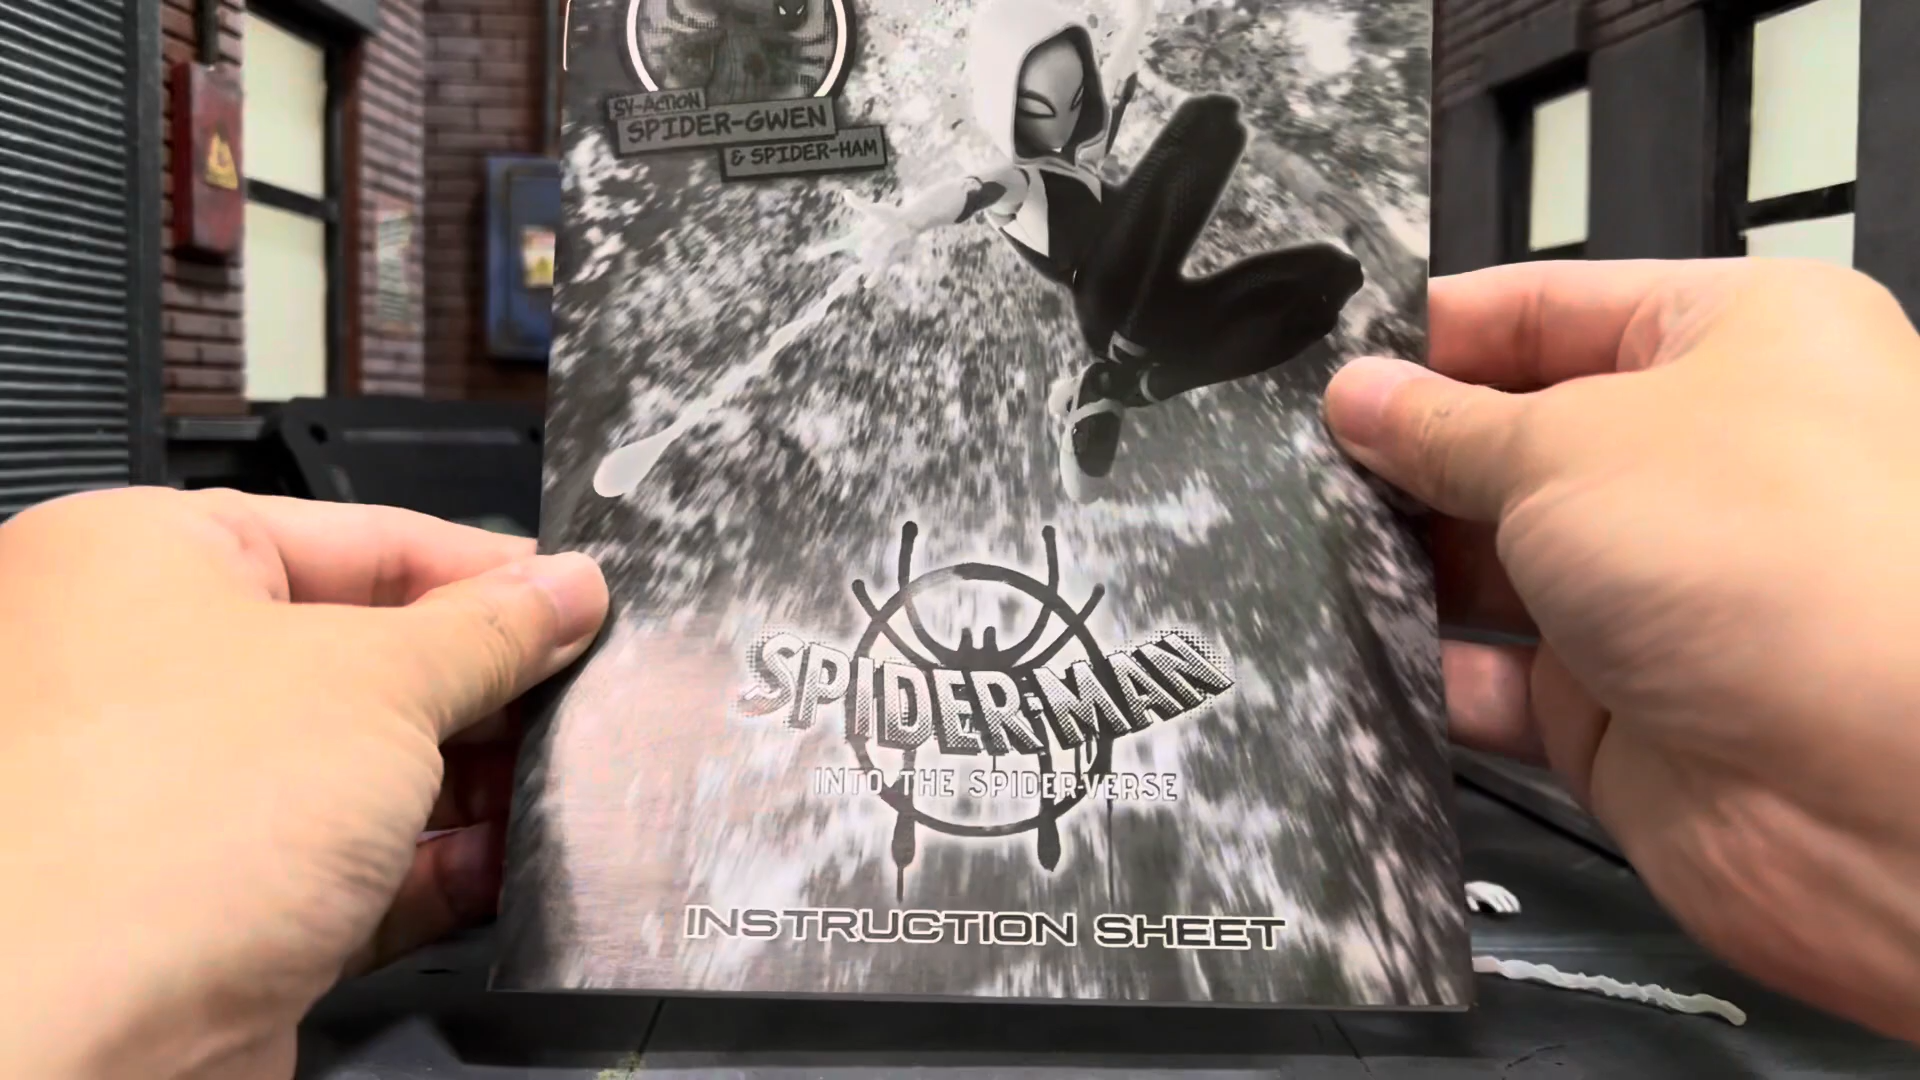 SV-ACTION
SPIDER-GWEN
& SPIDER-HAM
SPIDER-MAN
INTO THE SPIDER-VERSE
INSTRUCTION SHEET